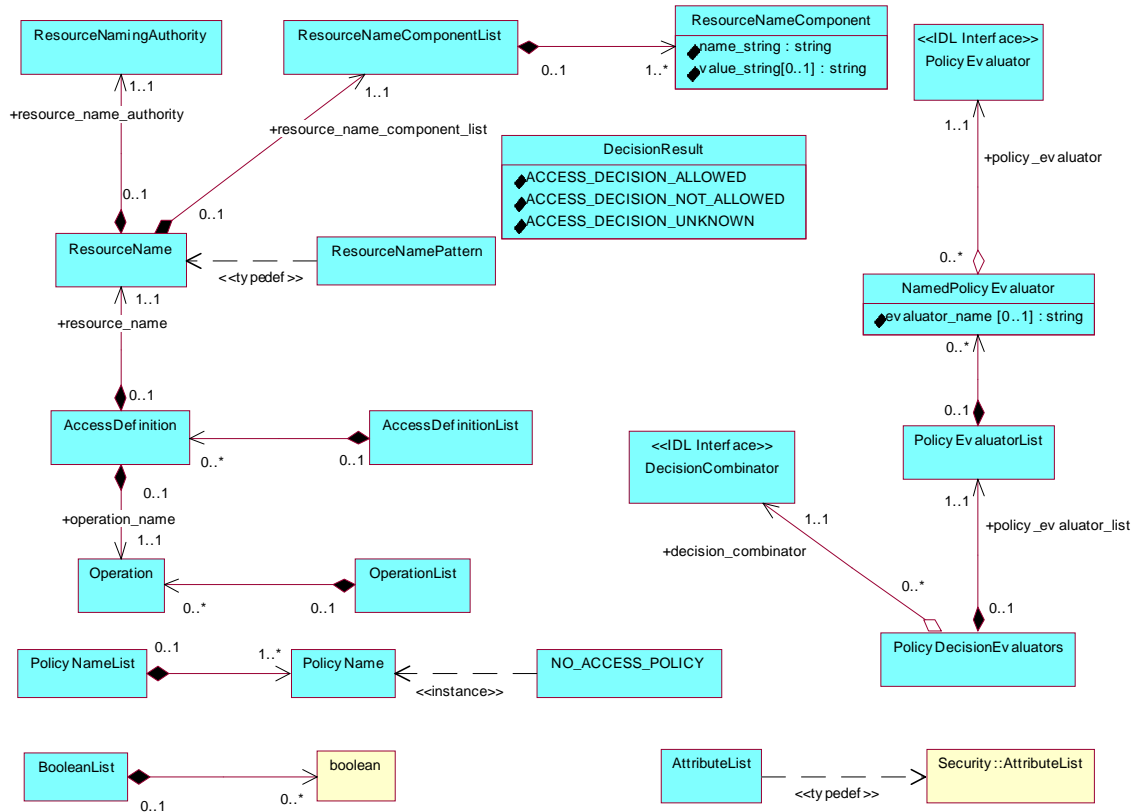 ResourceNamingAuthority
ResourceNameComponentList
ResourceNameComponent
name_string : string
value_string[0..1] : string
<<IDL Interface>>
PolicyEvaluator
0..1
1..*
1..1
1..1
1..1
+resource_name_authority
+resource_name_component_list
+policy_evaluator
DecisionResult
ACCESS_DECISION_ALLOWED
ACCESS_DECISION_NOT_ALLOWED
ACCESS_DECISION_UNKNOWN
0..1
0..1
ResourceName
ResourceNamePattern
<<typedef>>
0..*
NamedPolicyEvaluator
evaluator_name [0..1] : string
1..1
+resource_name
0..*
0..1
0..1
AccessDefinition
AccessDefinitionList
0..*
0..1
<<IDL Interface>>
DecisionCombinator
PolicyEvaluatorList
0..1
+operation_name
1..1
1..1
1..1
+policy_evaluator_list
+decision_combinator
Operation
OperationList
0..*
0..1
0..*
0..1
PolicyDecisionEvaluators
PolicyNameList
0..1
1..*
PolicyName
NO_ACCESS_POLICY
<<instance>>
BooleanList
boolean
0..1
0..*
AttributeList
Security::AttributeList
<<typedef>>